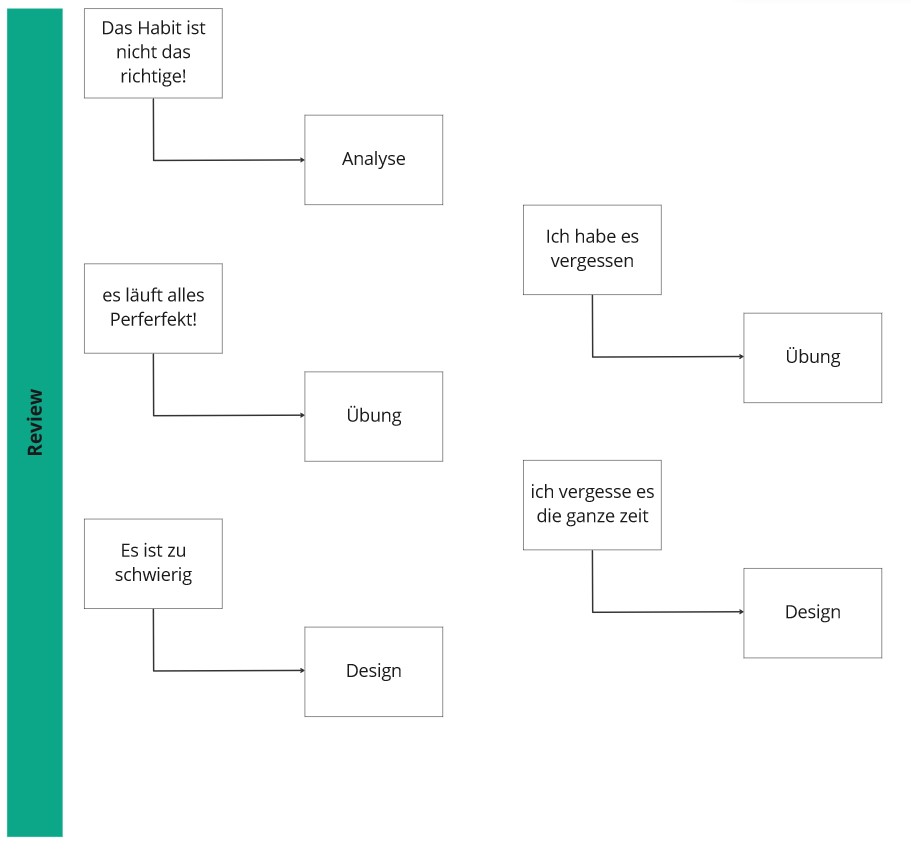 Review
Das Habit ist
nicht das
richtige!
Analyse
es läuft alles
Perferfekt!
Übung
Es ist zu
schwierig
Design
Ich habe es
vergessen
Übung
ich vergesse es
die ganze zeit
Design